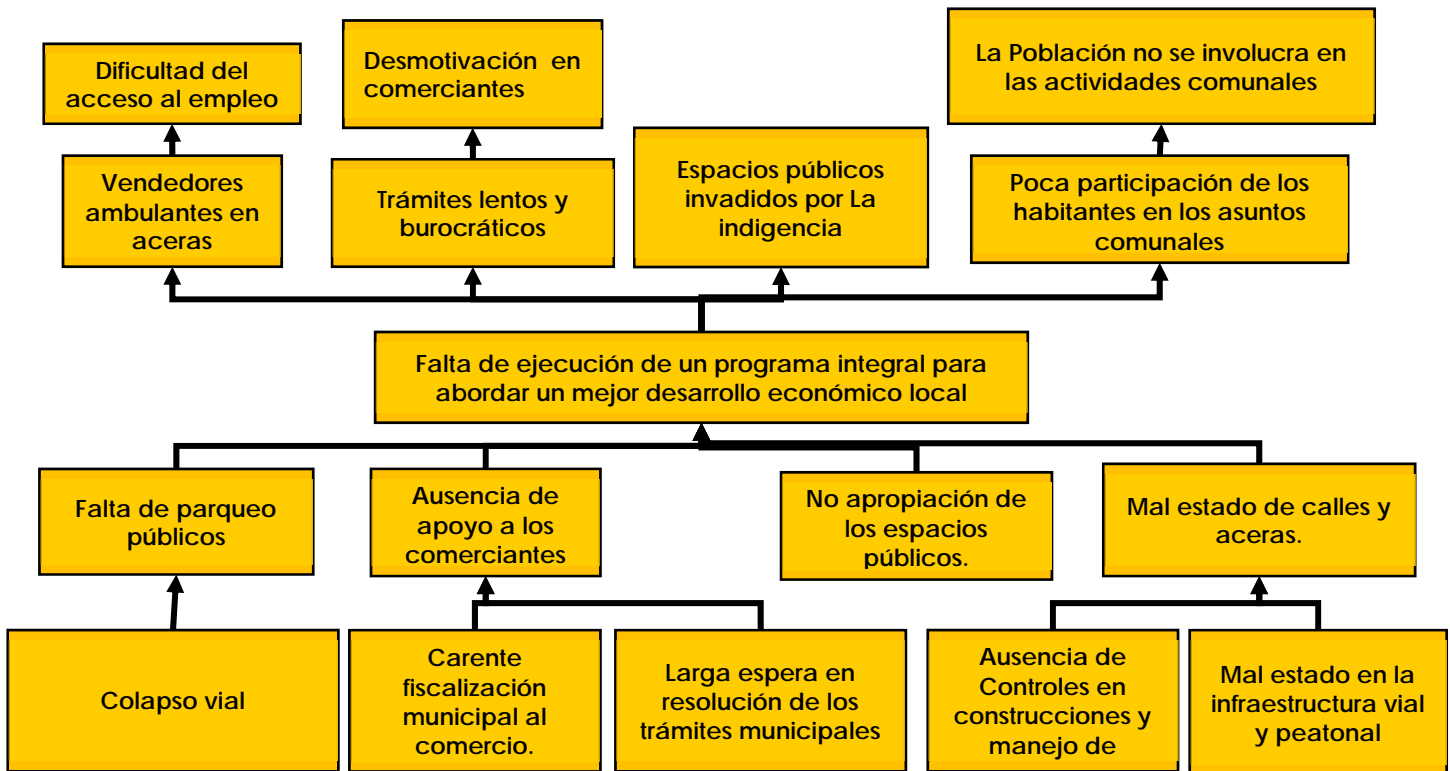 Dificultad del
acceso al empleo
Desmotivación en
comerciantes
La Población no se involucra en
las actividades comunales
Vendedores
ambulantes en
aceras
Trámites lentos y
burocráticos
Espacios públicos
invadidos por La
indigencia
Poca participación de los
habitantes en los asuntos
comunales
Falta de ejecución de un programa integral para
abordar un mejor desarrollo económico local
Falta de parqueo
públicos
Ausencia de
apoyo a los
comerciantes
No apropiación de
los espacios
públicos.
Mal estado de calles y
aceras.
Colapso vial
Carente
fiscalización
municipal al
comercio.
Larga espera en
resolución de los
trámites municipales
Ausencia de
Controles en
construcciones y
manejo de
Mal estado en la
infraestructura vial
y peatonal